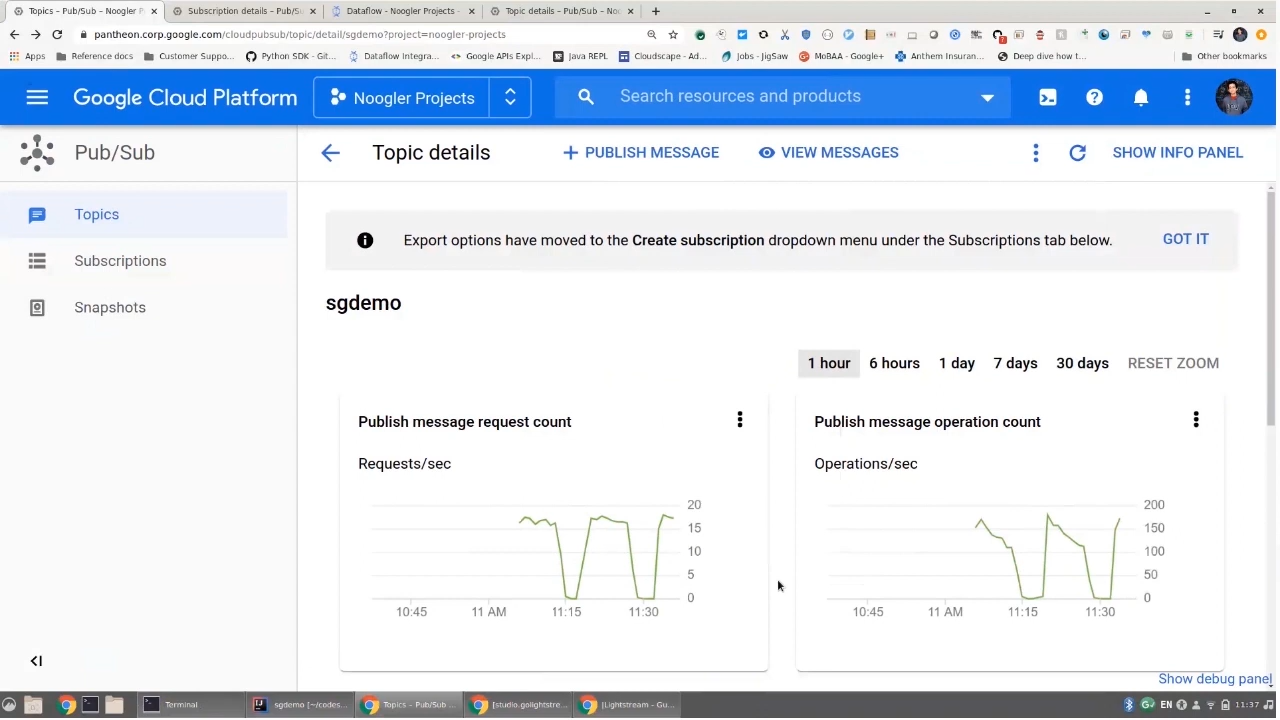 Topics – Pub/Sub – Noogler P
Subscription details – Pub/Su
Dataflow – Noogler Projects -
Topic details – Pub/Sub – Noo
pantheon.corp.google.com/cloudpubsub/topic/detail/sgdemo?project=noogler-projects
Apps
Reference docs
Customer Suppo...
Python SDK - Git...
Dataflow Integra...
Google APIs Expl...
Java REPL
Cloudscape - Ad...
Jobs - JigSaw
MoBAA - Google+
Anthem Insuran...
Deep dive how t...
Other bookmarks
Google Cloud Platform
Noogler Projects
Search resources and products
Pub/Sub
Topic details
PUBLISH MESSAGE
VIEW MESSAGES
SHOW INFO PANEL
Topics
Subscriptions
Snapshots
Export options have moved to the Create subscription dropdown menu under the Subscriptions tab below.
GOT IT
sgdemo
1 hour
6 hours
1 day
7 days
30 days
RESET ZOOM
Publish message request count
Requests/sec
20
15
10
5
0
10:45
11 AM
11:15
11:30
Publish message operation count
Operations/sec
200
150
100
50
0
10:45
11 AM
11:15
11:30
Show debug panel
Terminal
sgdemo [~/codes...
Topics – Pub/Sub ...
[studio.golightstre...
[Lightstream - Gu...
EN
11:37